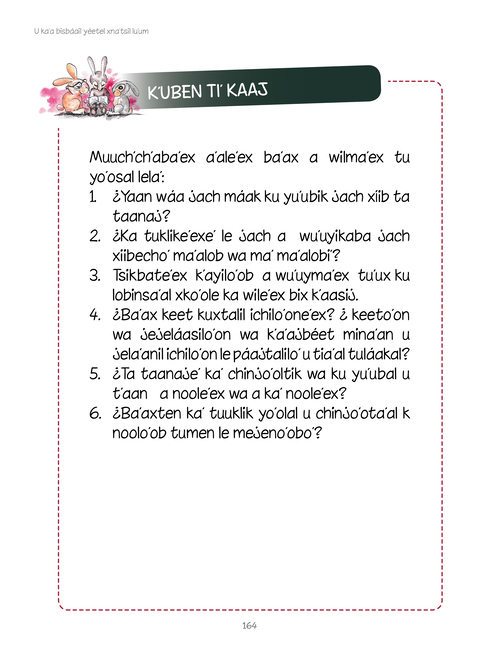 U ka'a bisbáail yéetel xna'tsil lu'um
K'UBEN TI' KAAJ
Muuch'ch'aba'ex a'ale'ex ba'ax a wilma'ex tu
yo'osal lela':
1. ¿Yaan wáa jach máak ku yu'ubik jach xiib ta
taanaj?
2. ¿Ka tuklike'exe' le jach a wu'uyikaba jach
xiibecho' ma'alob wa ma' ma'alobi'?
3. Tsikbate'ex k'ayilo'ob a wu'uyma'ex tu'ux ku
lobinsa'al xko'ole ka wile'ex bix k'aasij.
4. ¿Ba'ax keet kuxtalil ichilo'one'ex? ¿ keeto'on
wa jejeláasilo'on wa k'a'ajbéet mina'an u
jela'anil ichilo'on le páajtalilo' u tia'al tuláakal?
5. ¿Ta taanaje' ka' chinjo'oltik wa ku yu'ubal u
t'aan a noole'ex wa a ka' noole'ex?
6. ¿Ba'axten ka' tuuklik yo'olal u chinjo'ota'al k
noolo'ob tumen le mejeno'obo'?
164